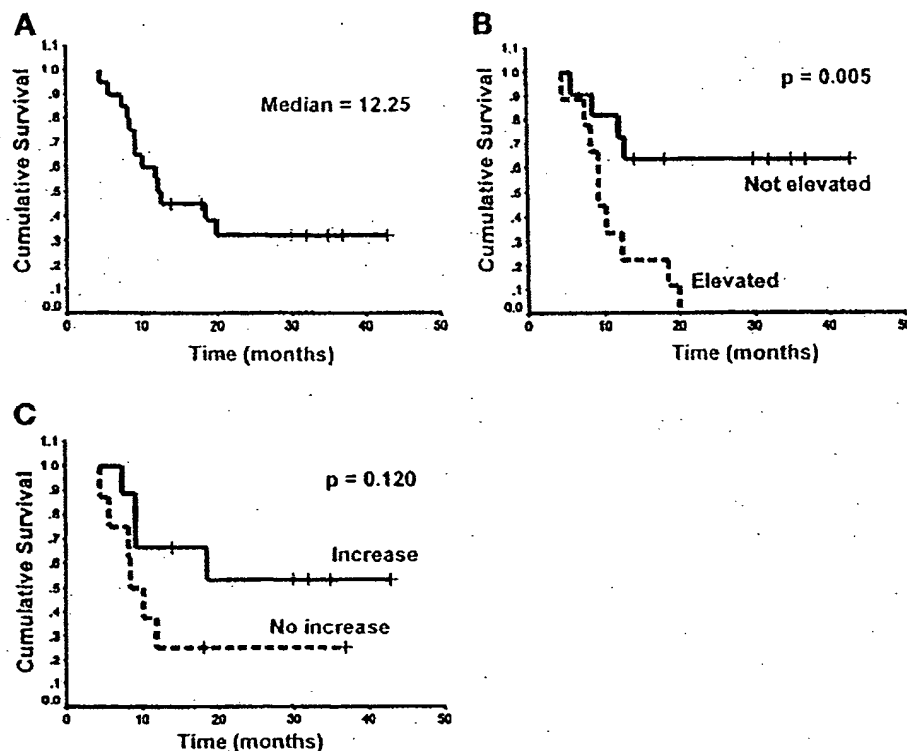 A
1.1
1.0
.9
.8
.7
.6
.5
.4
.3
.2
.1
0.0
Cumulative Survival
Median = 12.25
0 10 20 30 40 50
Time (months)
B
1.1
1.0
.9
.8
.7
.6
.5
.4
.3
.2
.1
0.0
Cumulative Survival
p = 0.005
Not elevated
Elevated
0 10 20 30 40 50
Time (months)
C
1.1
1.0
.9
.8
.7
.6
.5
.4
.3
.2
.1
0.0
Cumulative Survival
p = 0.120
Increase
No increase
0 10 20 30 40 50
Time (months)